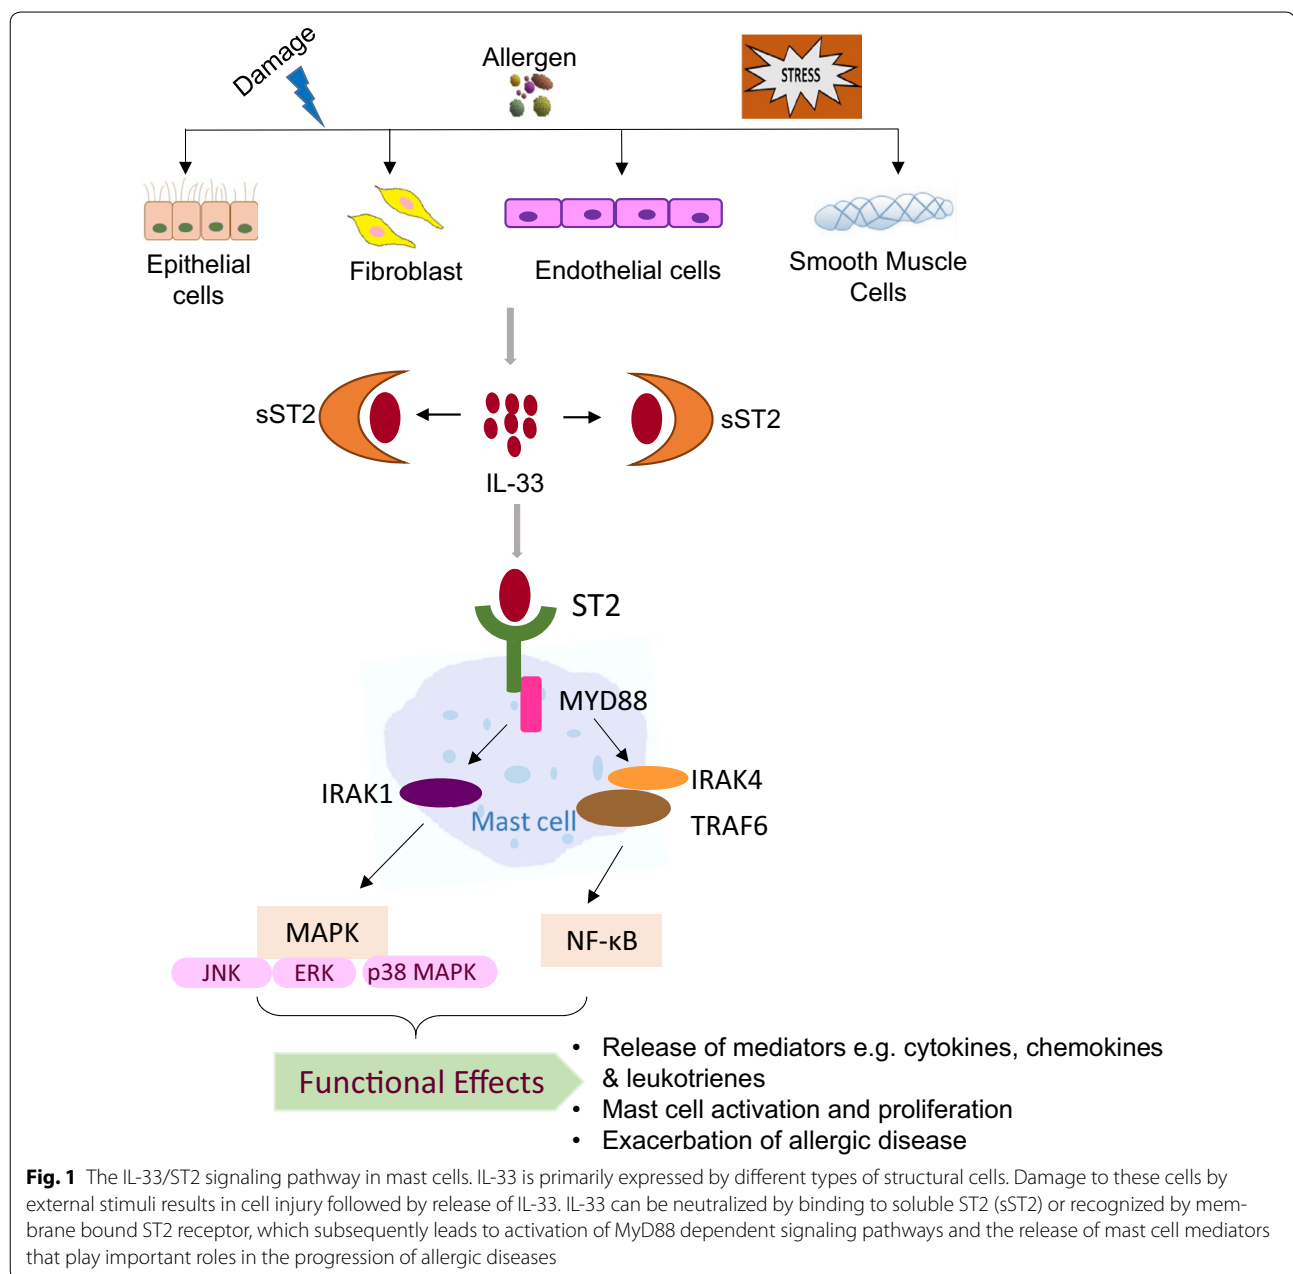 Damage
Allergen
STRESS
Epithelial
cells
Fibroblast
Endothelial cells
Smooth Muscle
Cells
sST2
sST2
IL-33
ST2
MYD88
IRAK1
IRAK4
Mast cell
TRAF6
MAPK
NF-κB
JNK
ERK
p38 MAPK
Functional Effects
• Release of mediators e.g. cytokines, chemokines
& leukotrienes
• Mast cell activation and proliferation
• Exacerbation of allergic disease
Fig. 1 The IL-33/ST2 signaling pathway in mast cells. IL-33 is primarily expressed by different types of structural cells. Damage to these cells by
external stimuli results in cell injury followed by release of IL-33. IL-33 can be neutralized by binding to soluble ST2 (sST2) or recognized by mem-
brane bound ST2 receptor, which subsequently leads to activation of MyD88 dependent signaling pathways and the release of mast cell mediators
that play important roles in the progression of allergic diseases